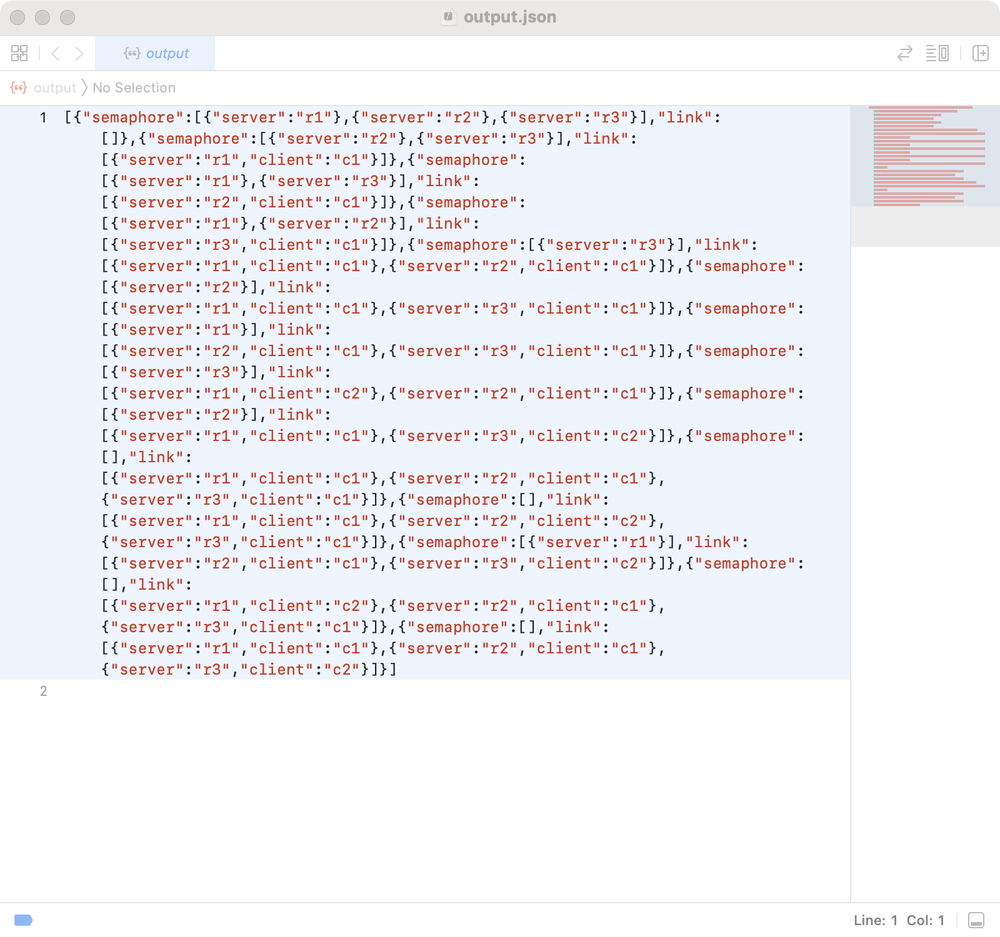 output.json
output
output No Selection
1 [{"semaphore":[{"server":"r1"},{"server":"r2"},{"server":"r3"}],"link":
[]},{"semaphore":[{"server":"r2"},{"server":"r3"}],"link":
[{"server":"r1","client":"c1"}]},{"semaphore":
[{"server":"r1"},{"server":"r3"}],"link":
[{"server":"r2","client":"c1"}]},{"semaphore":
[{"server":"r1"},{"server":"r2"}],"link":
[{"server":"r3","client":"c1"}]},{"semaphore":[{"server":"r3"}],"link":
[{"server":"r1","client":"c1"},{"server":"r2","client":"c1"}]},{"semaphore":
[{"server":"r2"}],"link":
[{"server":"r1","client":"c1"},{"server":"r3","client":"c1"}]},{"semaphore":
[{"server":"r1"}],"link":
[{"server":"r2","client":"c1"},{"server":"r3","client":"c1"}]},{"semaphore":
[{"server":"r3"}],"link":
[{"server":"r1","client":"c2"},{"server":"r2","client":"c1"}]},{"semaphore":
[{"server":"r2"}],"link":
[{"server":"r1","client":"c1"},{"server":"r3","client":"c2"}]},{"semaphore":
[],"link":
[{"server":"r1","client":"c1"},{"server":"r2","client":"c1"},
{"server":"r3","client":"c1"}]},{"semaphore":[],"link":
[{"server":"r1","client":"c1"},{"server":"r2","client":"c2"},
{"server":"r3","client":"c1"}]},{"semaphore":[{"server":"r1"}],"link":
[{"server":"r2","client":"c1"},{"server":"r3","client":"c2"}]},{"semaphore":
[],"link":
[{"server":"r1","client":"c2"},{"server":"r2","client":"c1"},
{"server":"r3","client":"c1"}]},{"semaphore":[],"link":
[{"server":"r1","client":"c1"},{"server":"r2","client":"c1"},
{"server":"r3","client":"c2"}]}]
2
Line: 1 Col: 1